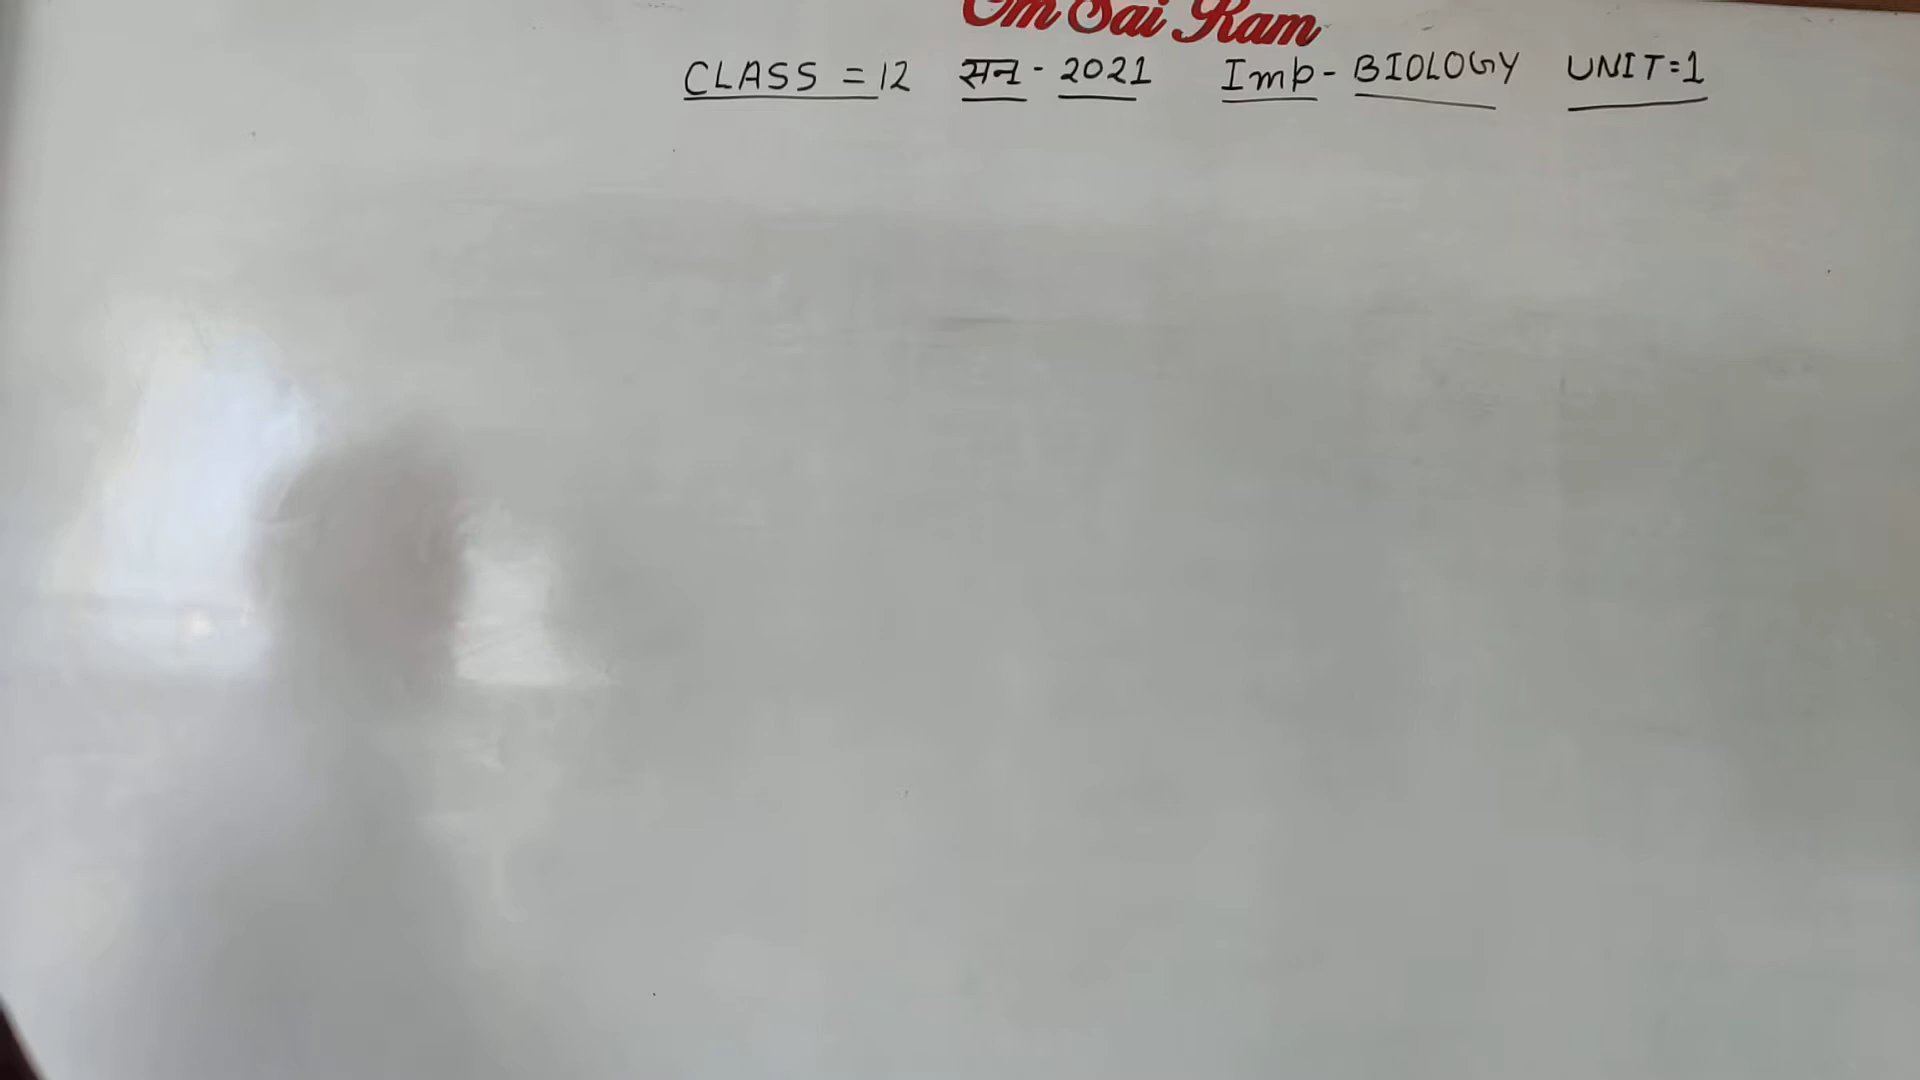 Om Sai Ram
CLASS = 12 सन - 2021 Imp - BIOLOGY UNIT = 1